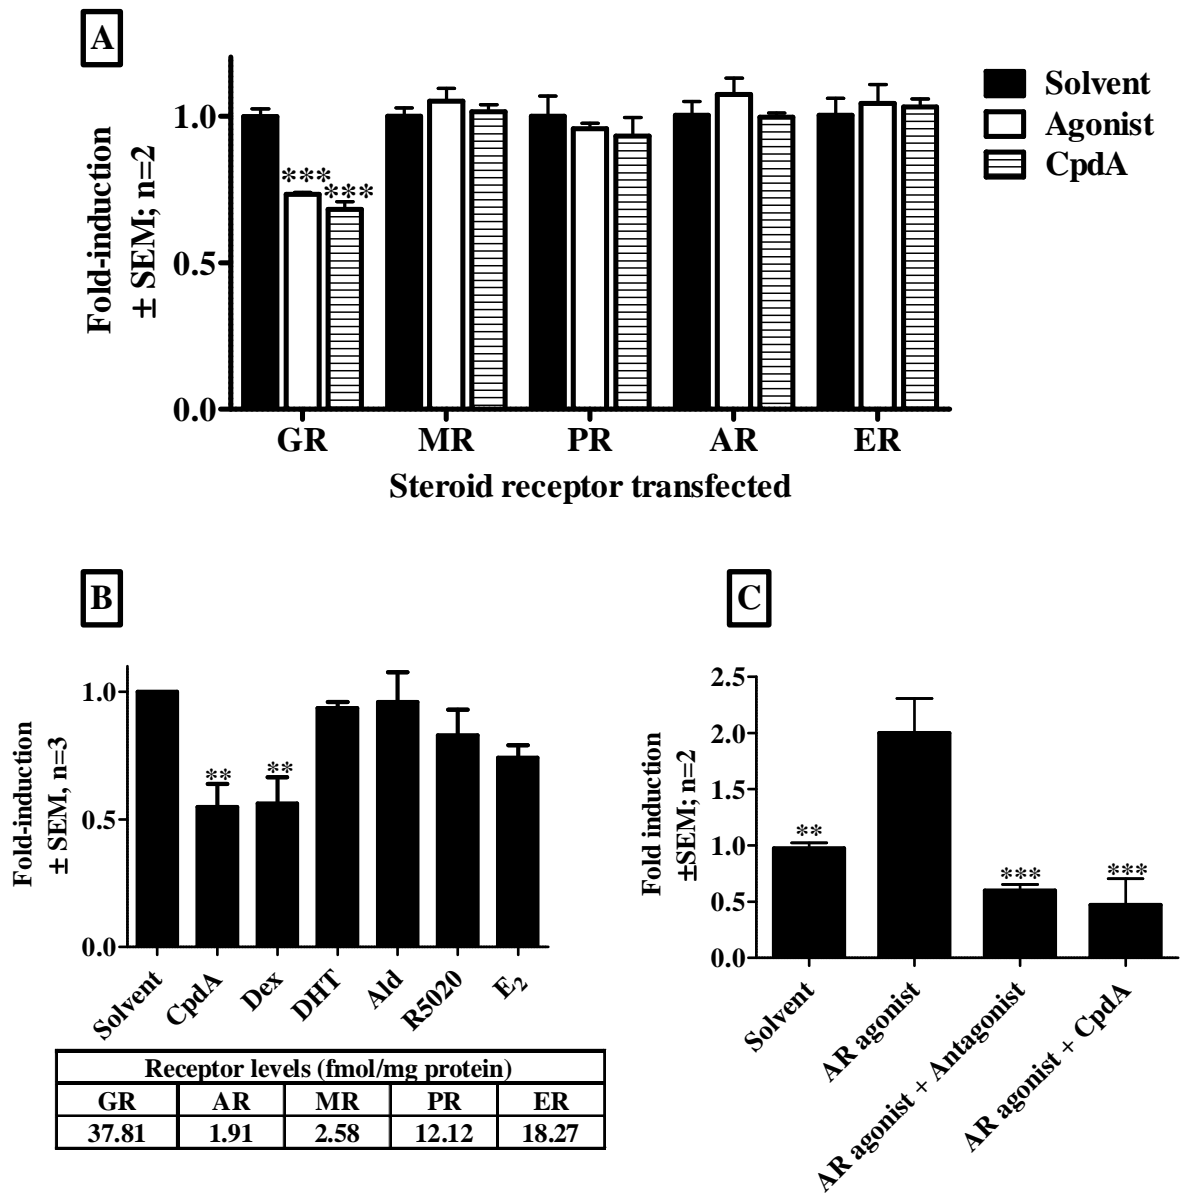 A
Solvent
Agonist
CpdA
Fold-induction
± SEM; n=2
1.0
0.5
0.0
***
***
GR MR PR AR ER
Steroid receptor transfected
B
Fold-induction
± SEM, n=3
1.0
0.5
0.0
** **
Solvent CpdA Dex DHT Ald R5020 E2
Receptor levels (fmol/mg protein)
GR AR MR PR ER
37.81 1.91 2.58 12.12 18.27
C
Fold induction
±SEM; n=2
2.5
2.0
1.5
1.0
0.5
0.0
**
*** ***
Solvent
AR agonist
AR agonist + Antagonist
AR agonist + CpdA